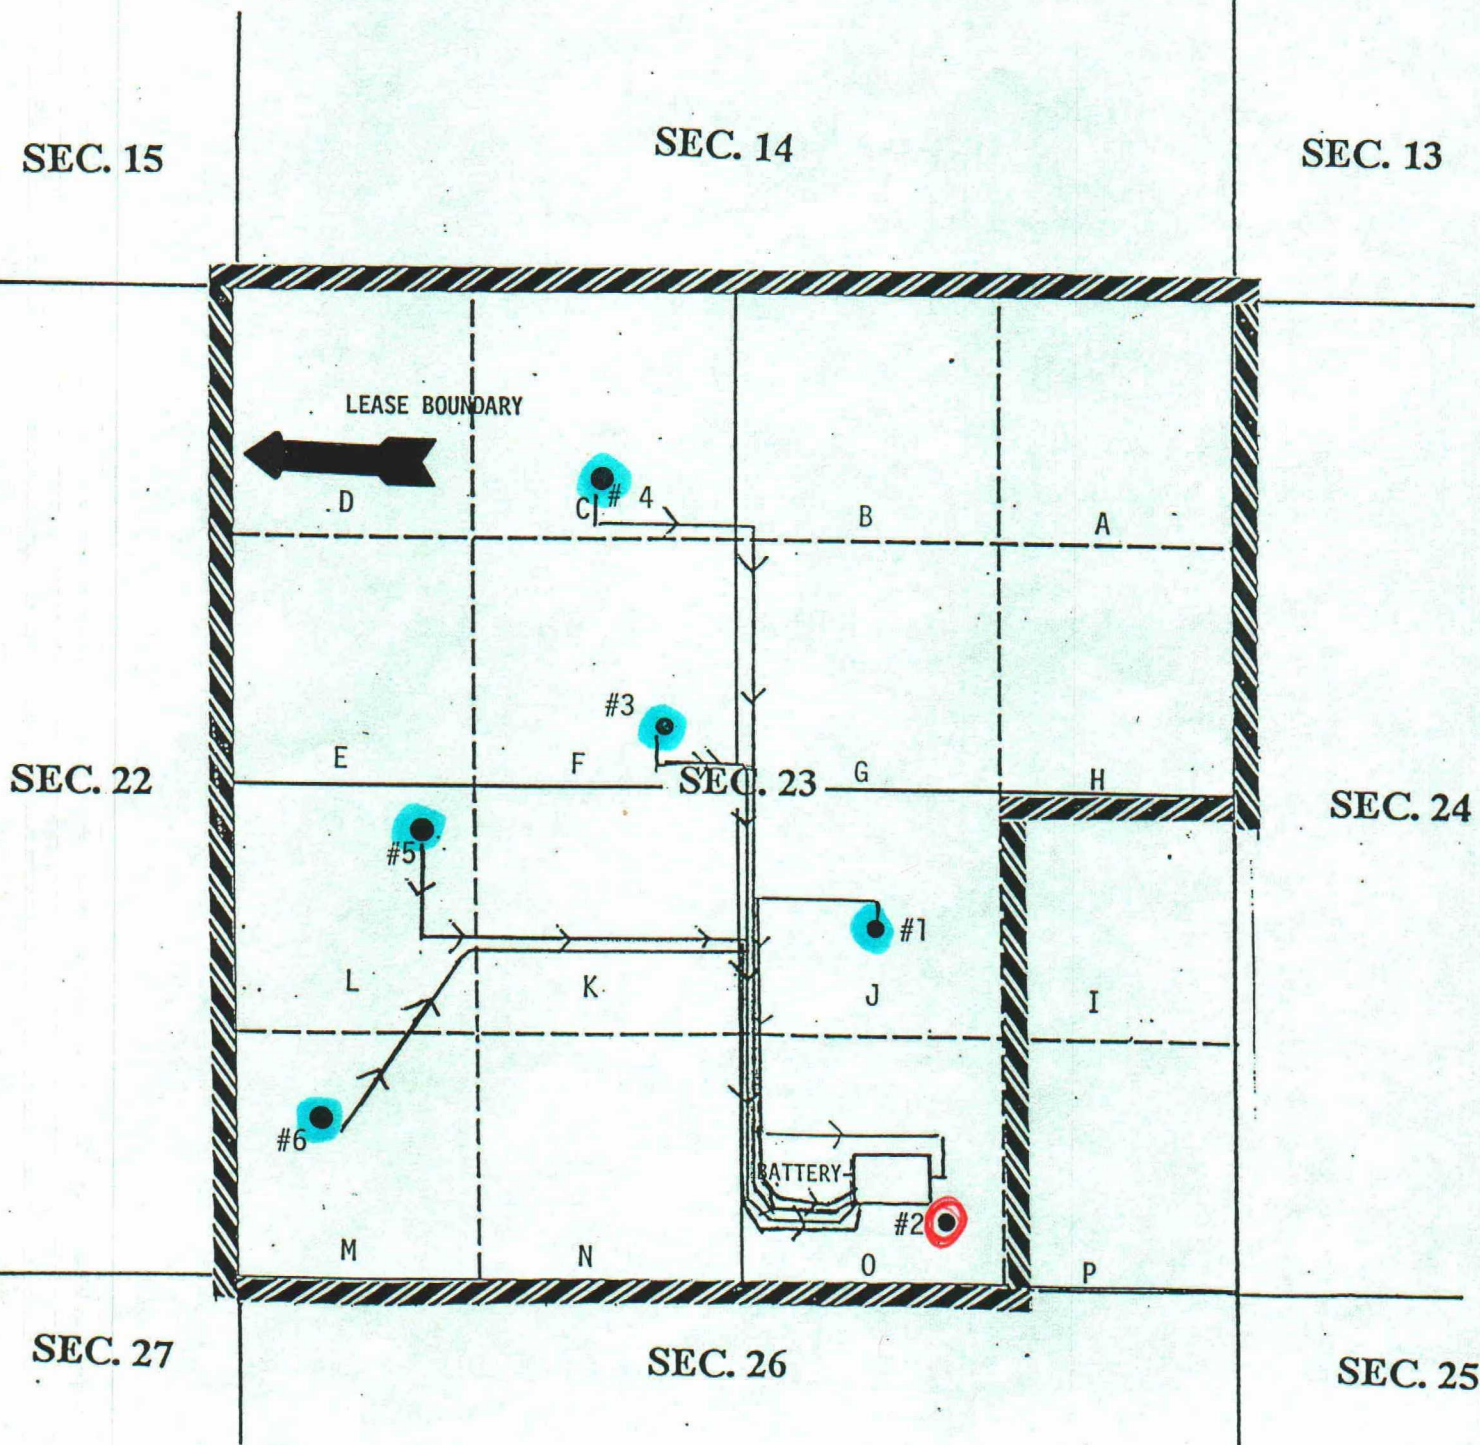 SEC. 15
SEC. 14
SEC. 13
LEASE BOUNDARY
D
C
# 4
B
A
#3
E
F
SEC. 23
G
H
SEC. 22
SEC. 24
#5
#1
L
K
J
I
#6
BATTERY
#2
M
N
O
P
SEC. 27
SEC. 26
SEC. 25